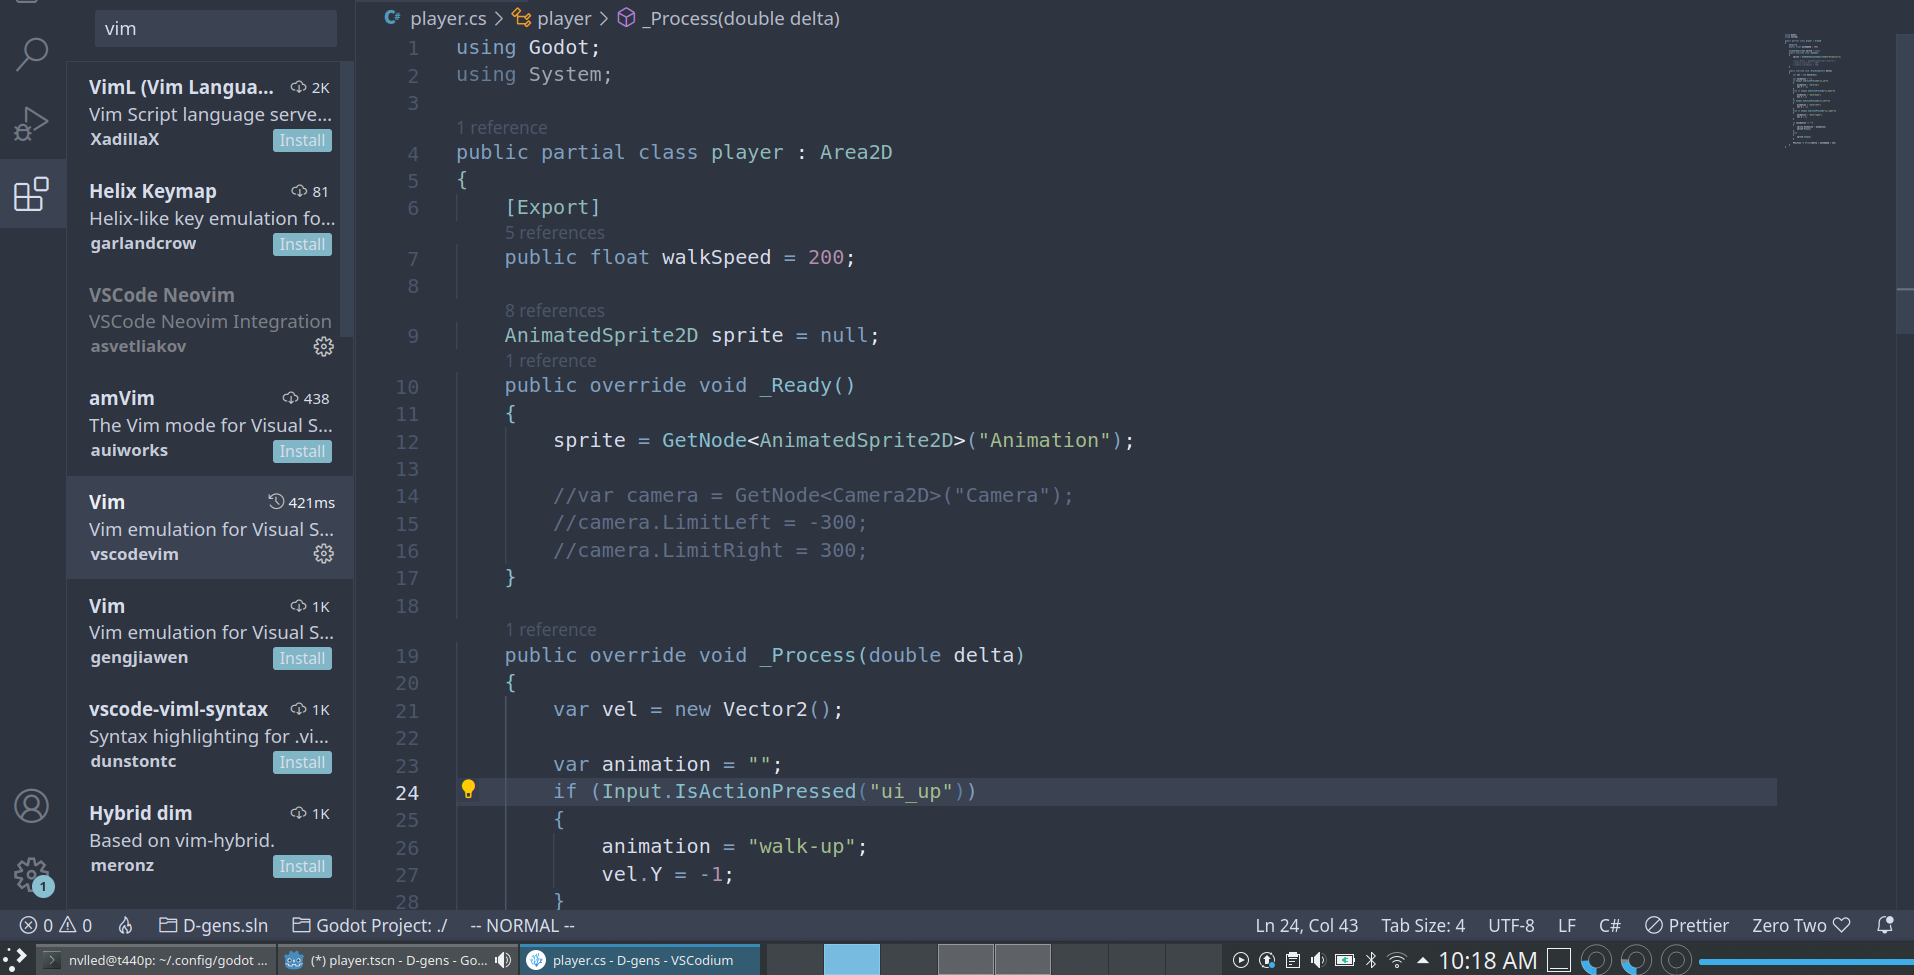 vim
VimL (Vim Langua... 2K
Vim Script language serve...
XadillaX Install
Helix Keymap 81
Helix-like key emulation fo...
garlandcrow Install
VSCode Neovim
VSCode Neovim Integration
asvetliakov
amVim 438
The Vim mode for Visual S...
auiworks Install
Vim 421ms
Vim emulation for Visual S...
vscodevim
Vim 1K
Vim emulation for Visual S...
gengjiawen Install
vscode-viml-syntax 1K
Syntax highlighting for .vi...
dunstontc Install
Hybrid dim 1K
Based on vim-hybrid.
meronz Install
1
C# player.cs > player > _Process(double delta)
1 using Godot;
2 using System;
3
1 reference
4 public partial class player : Area2D
5 {
6 [Export]
5 references
7 public float walkSpeed = 200;
8
8 references
9 AnimatedSprite2D sprite = null;
1 reference
10 public override void _Ready()
11 {
12 sprite = GetNode<AnimatedSprite2D>("Animation");
13
14 //var camera = GetNode<Camera2D>("Camera");
15 //camera.LimitLeft = -300;
16 //camera.LimitRight = 300;
17 }
18
1 reference
19 public override void _Process(double delta)
20 {
21 var vel = new Vector2();
22
23 var animation = "";
24 if (Input.IsActionPressed("ui_up"))
25 {
26 animation = "walk-up";
27 vel.Y = -1;
28 }
0 0 D-gens.sln Godot Project: ./ -- NORMAL -- Ln 24, Col 43 Tab Size: 4 UTF-8 LF C# Prettier Zero Two
nvlled@t440p: ~/.config/godot ... (*) player.tscn - D-gens - Go... player.cs - D-gens - VSCodium 10:18 AM